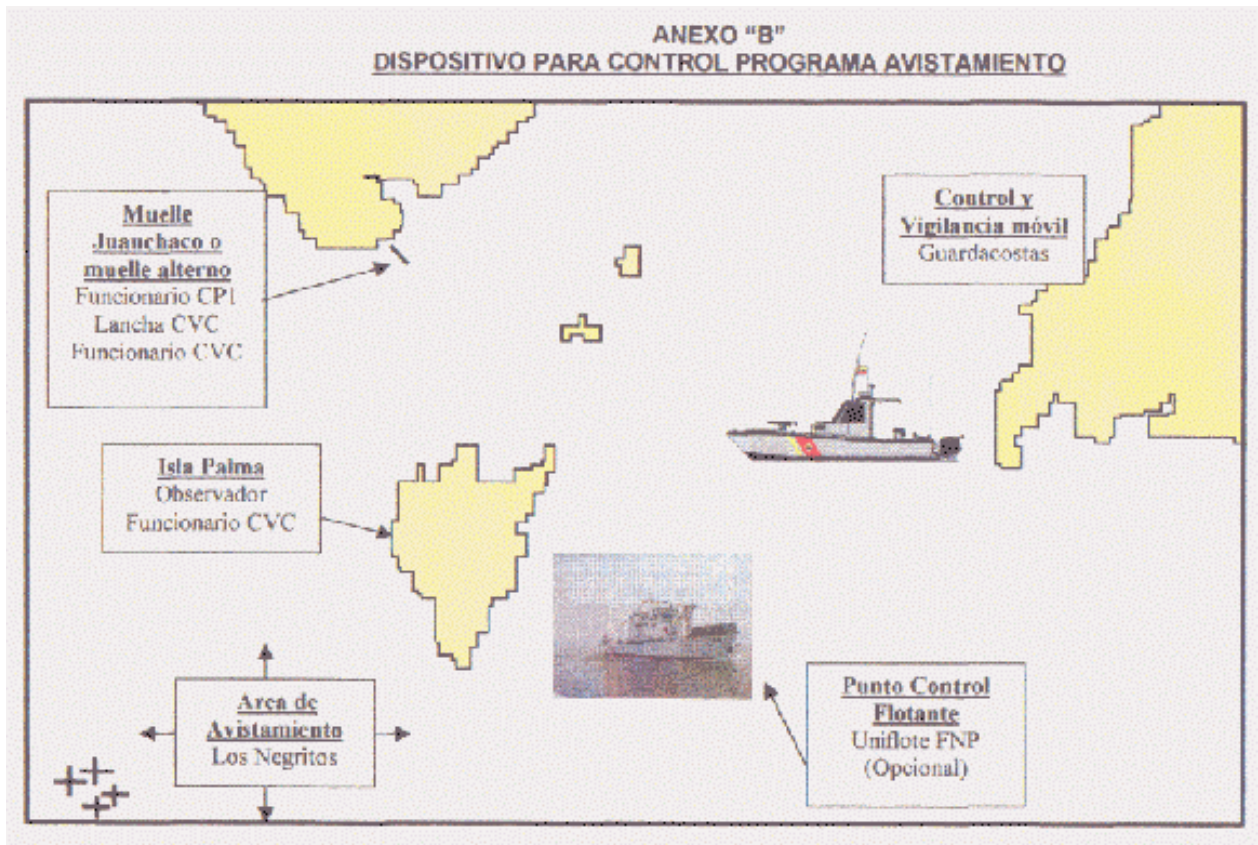 ANEXO "B"
DISPOSITIVO PARA CONTROL PROGRAMA AVISTAMIENTO
Muelle
Juanchaco o
muelle alterno
Funcionario CP1
Lancha CVC
Funcionario CVC
Control y
Vigilancia móvil
Guardacostas
Isla Palma
Observador
Funcionario CVC
Area de
Avistamiento
Los Negritos
Punto Control
Flotante
Uniflote FNP
(Opcional)